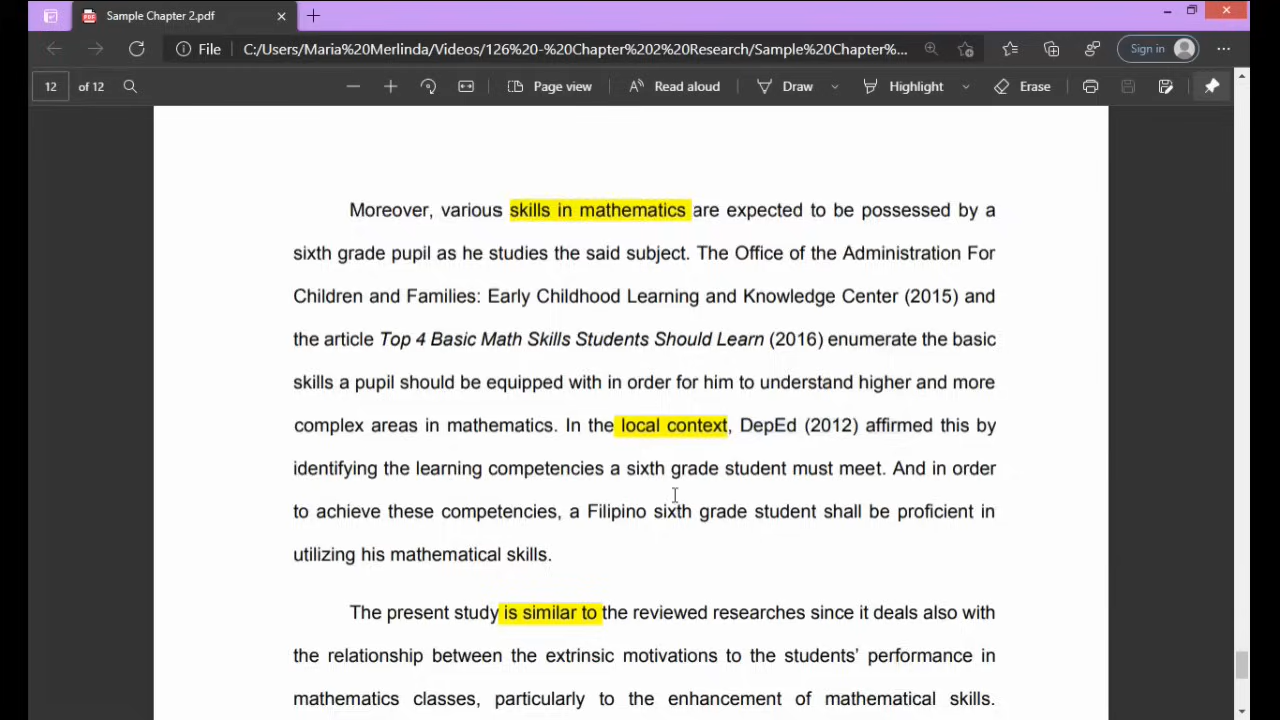 Sample Chapter 2.pdf
File
C:/Users/Maria%20Merlinda/Videos/126%20-%20Chapter%202%20Research/Sample%20Chapter%...
Sign in
12 of 12
Page view
Read aloud
Draw
Highlight
Erase
Moreover, various skills in mathematics are expected to be possessed by a
sixth grade pupil as he studies the said subject. The Office of the Administration For
Children and Families: Early Childhood Learning and Knowledge Center (2015) and
the article Top 4 Basic Math Skills Students Should Learn (2016) enumerate the basic
skills a pupil should be equipped with in order for him to understand higher and more
complex areas in mathematics. In the local context, DepEd (2012) affirmed this by
identifying the learning competencies a sixth grade student must meet. And in order
to achieve these competencies, a Filipino sixth grade student shall be proficient in
utilizing his mathematical skills.
The present study is similar to the reviewed researches since it deals also with
the relationship between the extrinsic motivations to the students’ performance in
mathematics classes, particularly to the enhancement of mathematical skills.